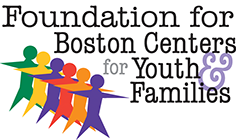 Foundation for
Boston Centers
for Youth &
Families